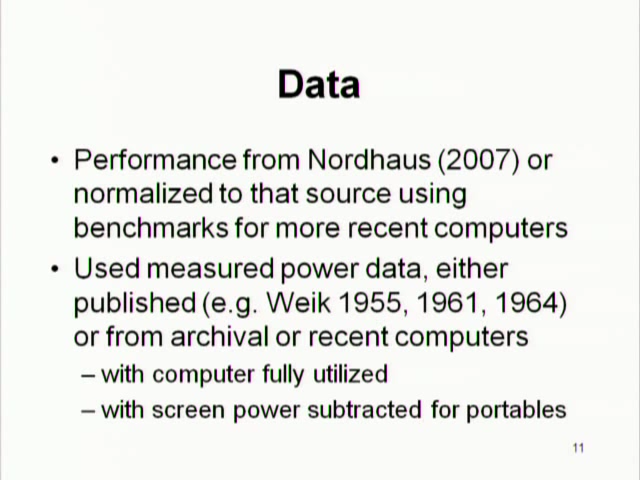 Data
• Performance from Nordhaus (2007) or
normalized to that source using
benchmarks for more recent computers
• Used measured power data, either
published (e.g. Weik 1955, 1961, 1964)
or from archival or recent computers
– with computer fully utilized
– with screen power subtracted for portables
11